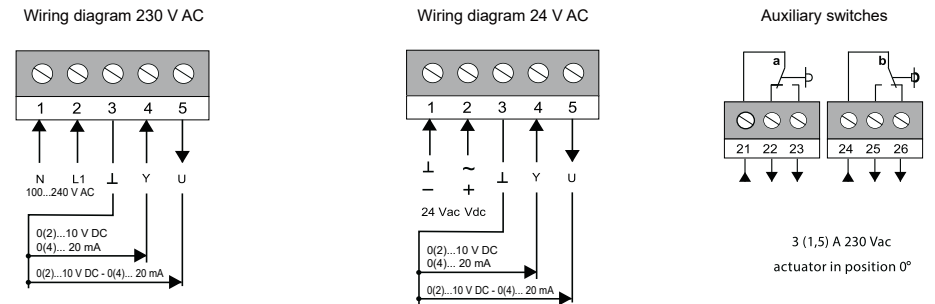 Wiring diagram 230 V AC
1 2 3 4 5
N L1 ⊥ Y U
100...240 V AC
0(2)...10 V DC
0(4)... 20 mA
0(2)...10 V DC - 0(4)... 20 mA
Wiring diagram 24 V AC
1 2 3 4 5
⊥ ~ ⊥ Y U
− +
24 Vac Vdc
0(2)...10 V DC
0(4)... 20 mA
0(2)...10 V DC - 0(4)... 20 mA
Auxiliary switches
a b
21 22 23 24 25 26
3 (1,5) A 230 Vac
actuator in position 0°